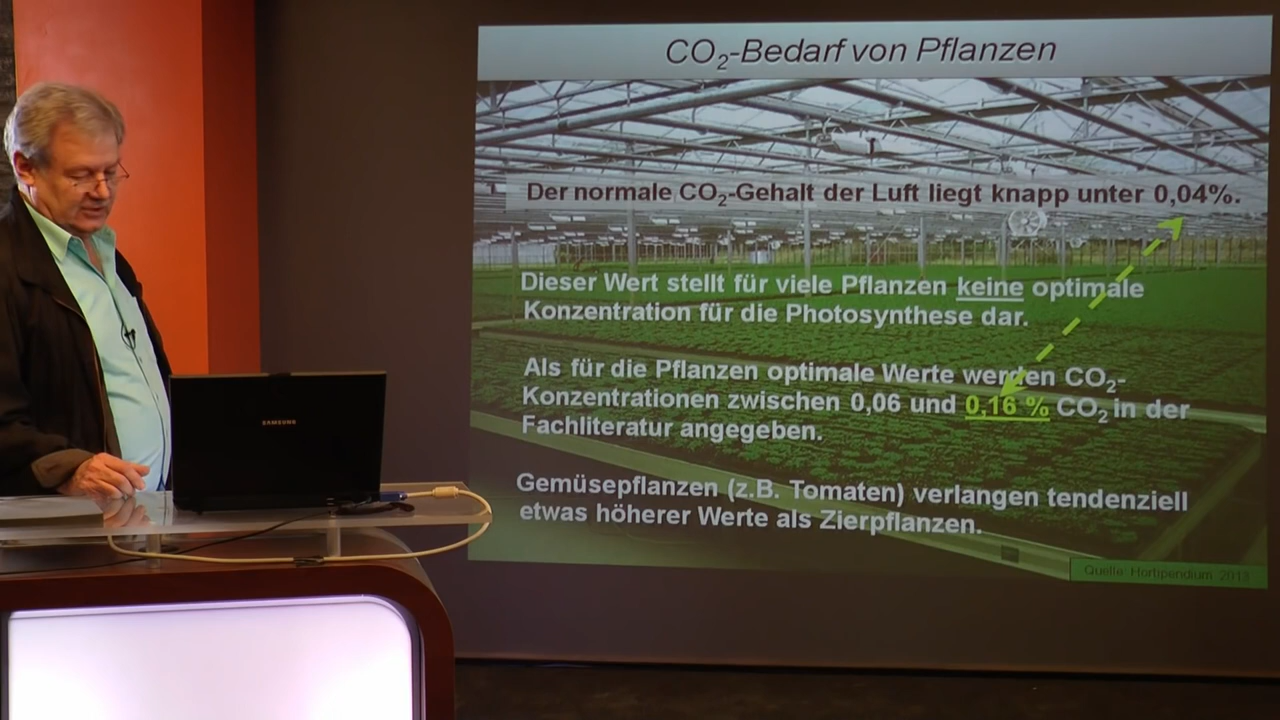 CO₂-Bedarf von Pflanzen
Der normale CO₂-Gehalt der Luft liegt knapp unter 0,04%.
Dieser Wert stellt für viele Pflanzen keine optimale
Konzentration für die Photosynthese dar.
Als für die Pflanzen optimale Werte werden CO₂-
Konzentrationen zwischen 0,06 und 0,16 % CO₂ in der
Fachliteratur angegeben.
Gemüsepflanzen (z.B. Tomaten) verlangen tendenziell
etwas höherer Werte als Zierpflanzen.
Quelle: Hortipendium 2013
SAMSUNG